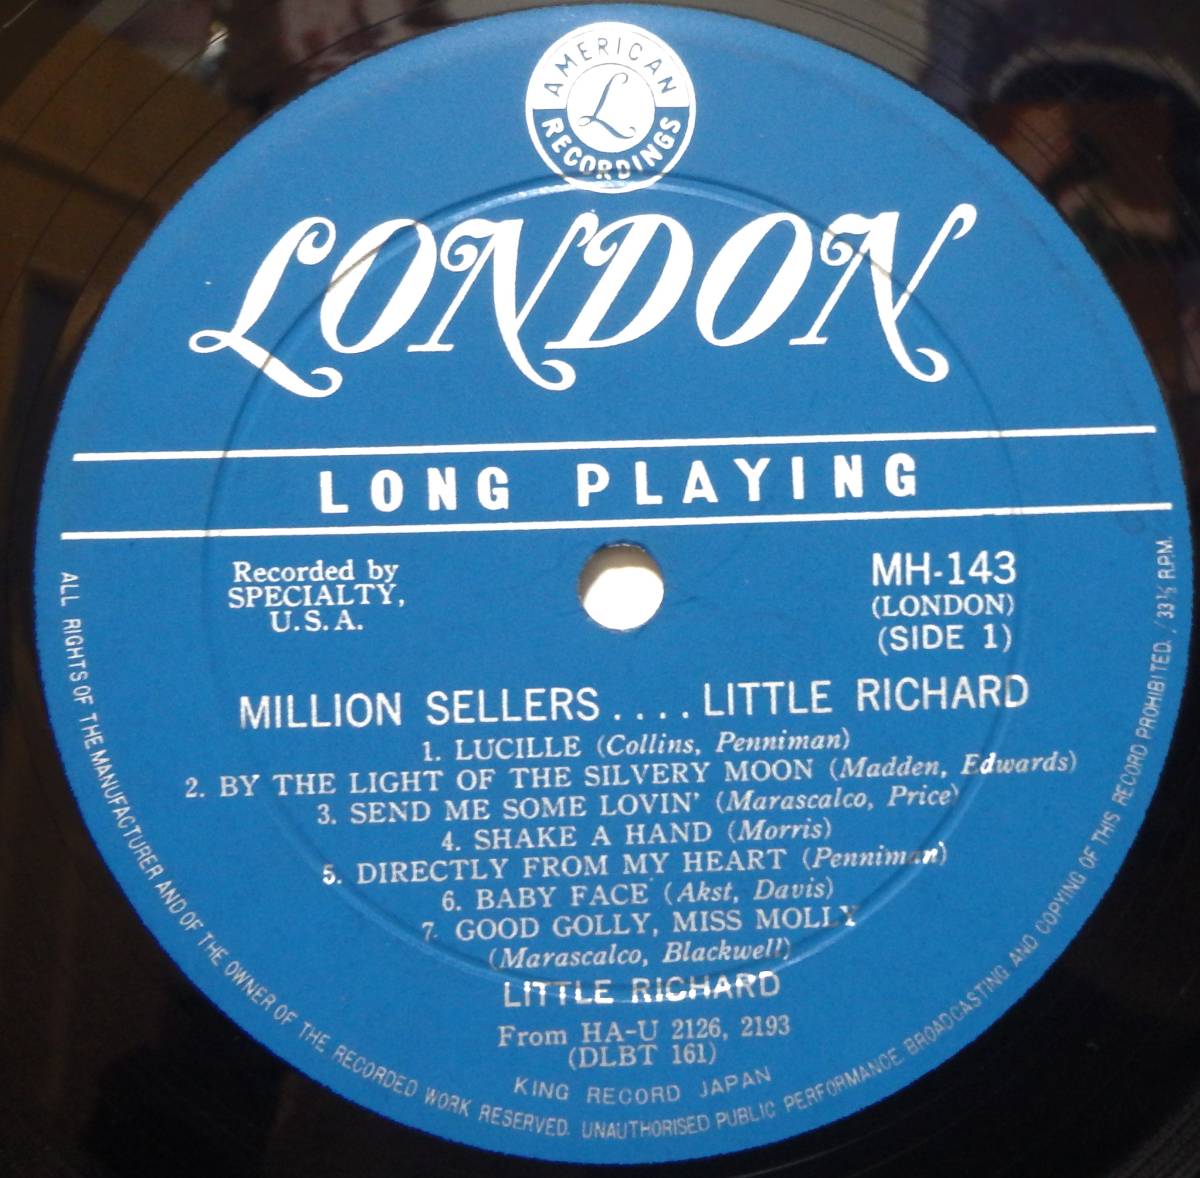 AMERICAN
L
RECORDINGS
LONDON
LONG PLAYING
Recorded by
SPECIALTY,
U.S.A.
MH-143
(LONDON)
(SIDE 1)
MILLION SELLERS....LITTLE RICHARD
1. LUCILLE (Collins, Penniman)
2. BY THE LIGHT OF THE SILVERY MOON (Madden, Edwards)
3. SEND ME SOME LOVIN' (Marascalco, Price)
4. SHAKE A HAND (Morris)
5. DIRECTLY FROM MY HEART (Penniman)
6. BABY FACE (Akst, Davis)
7. GOOD GOLLY, MISS MOLLY
(Marascalco, Blackwell)
LITTLE RICHARD
From HA-U 2126, 2193
(DLBT 161)
KING RECORD JAPAN
ALL RIGHTS OF THE MANUFACTURER AND OF THE OWNER OF THE RECORDED WORK RESERVED. UNAUTHORISED PUBLIC PERFORMANCE. BROADCASTING AND COPYING OF THIS RECORD PROHIBITED. / 33⅓ R.P.M.